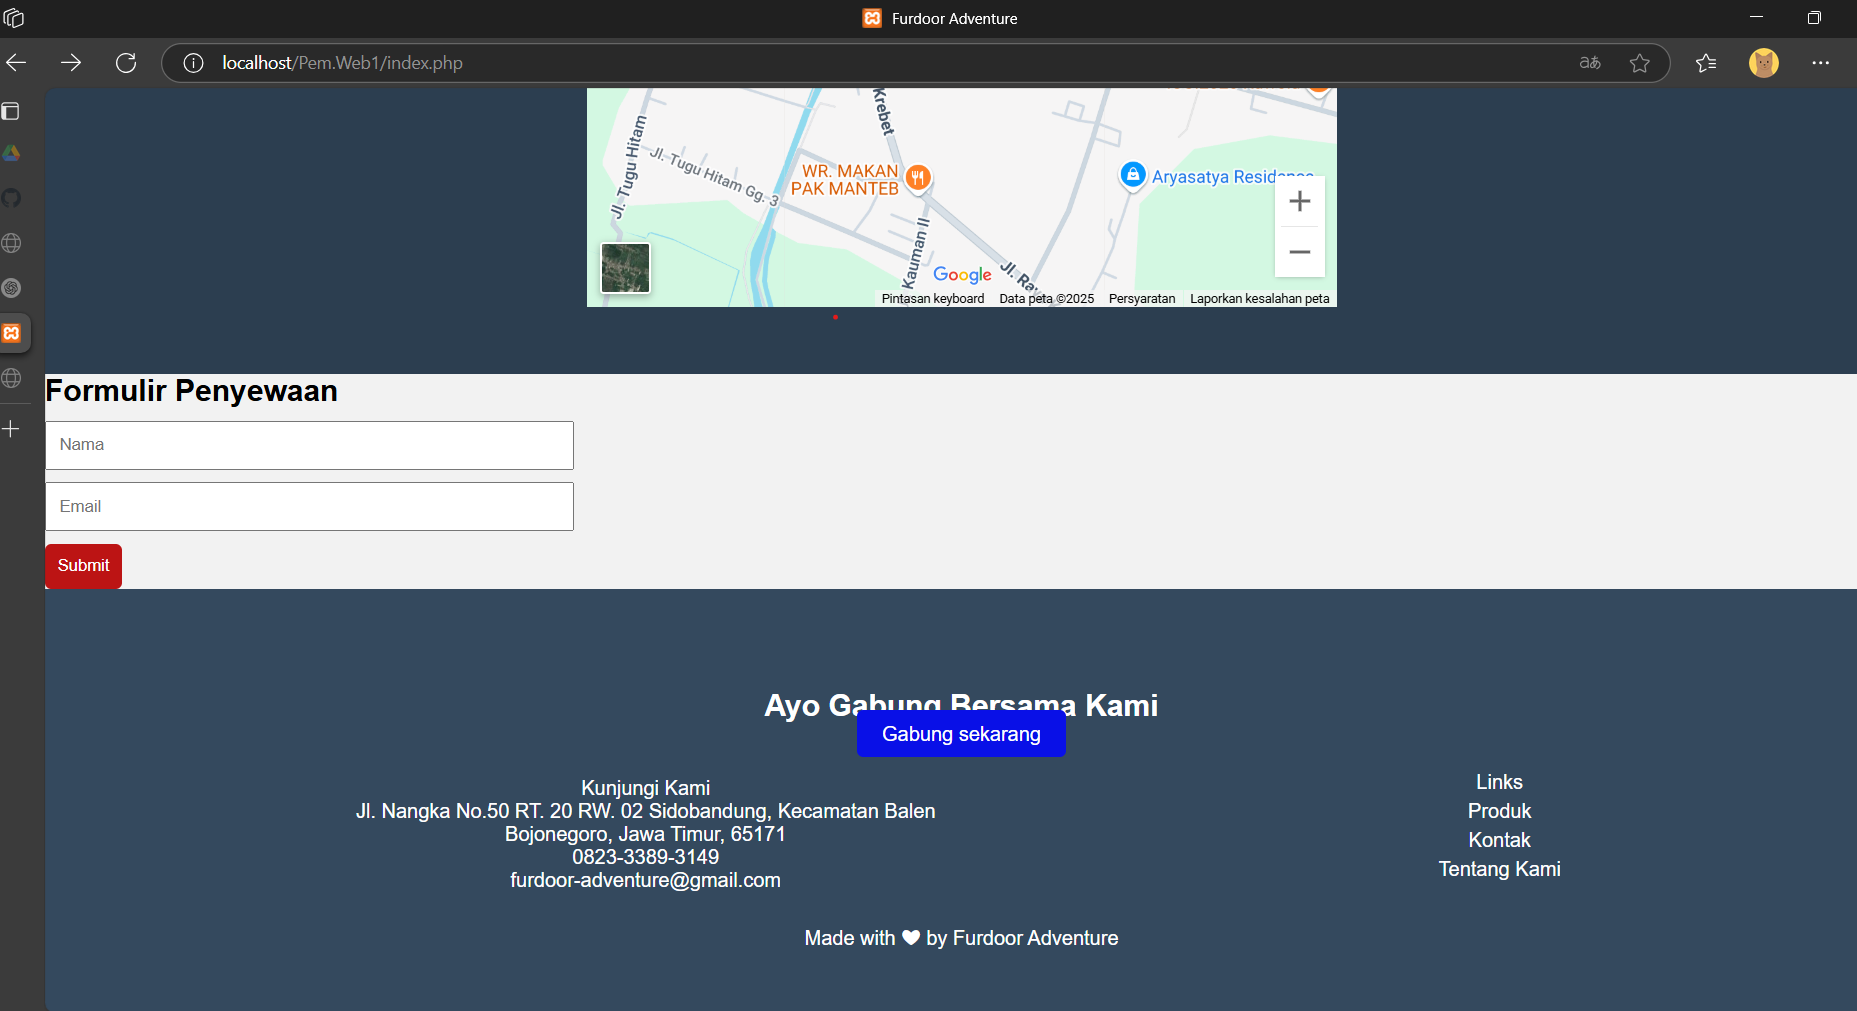 Furdoor Adventure
localhost/Pem.Web1/index.php
Krebet
Jl. Tugu Hitam
Jl. Tugu Hitam Gg. 3
WR. MAKAN
PAK MANTEB
Aryasatya Residence
Kauman II
Jl. Raya
Google
Pintasan keyboard Data peta ©2025 Persyaratan Laporkan kesalahan peta
Formulir Penyewaan
Nama
Email
Submit
Ayo Gabung Bersama Kami
Gabung sekarang
Kunjungi Kami
Jl. Nangka No.50 RT. 20 RW. 02 Sidobandung, Kecamatan Balen
Bojonegoro, Jawa Timur, 65171
0823-3389-3149
furdoor-adventure@gmail.com
Links
Produk
Kontak
Tentang Kami
Made with ♥ by Furdoor Adventure